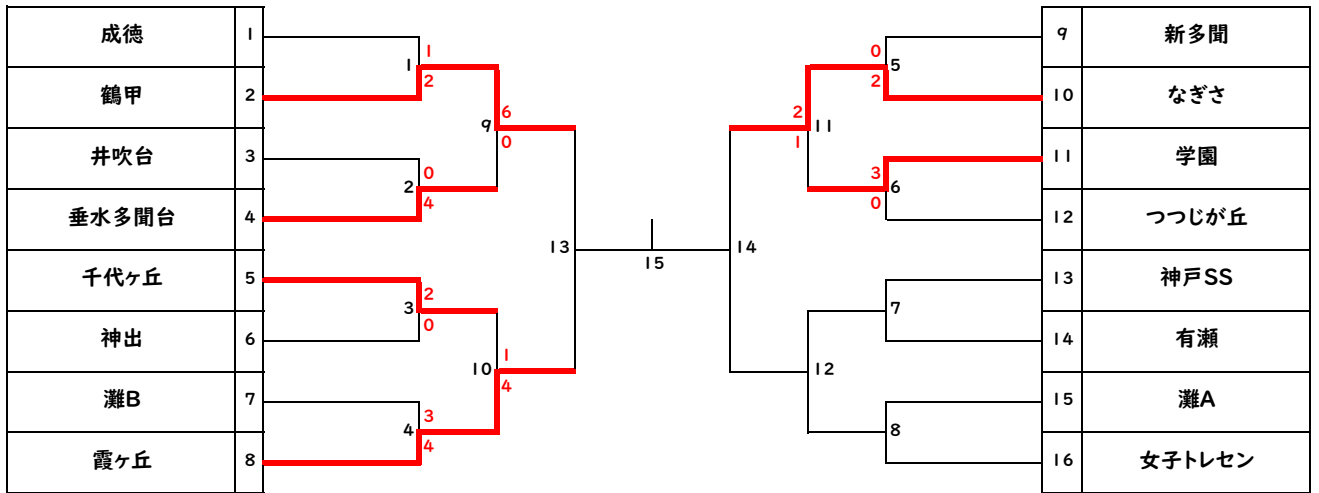 成徳 1
鶴甲 2
井吹台 3
垂水多聞台 4
千代ヶ丘 5
神出 6
灘B 7
霞ヶ丘 8
1
1
2
2
0
4
3
2
0
4
3
4
9
6
0
10
1
4
13
15
14
11
2
1
12
5
0
2
6
3
0
7
8
9 新多聞
10 なぎさ
11 学園
12 つつじが丘
13 神戸SS
14 有瀬
15 灘A
16 女子トレセン